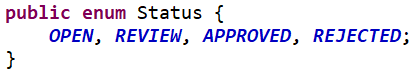 public enum Status {
    OPEN, REVIEW, APPROVED, REJECTED;
}